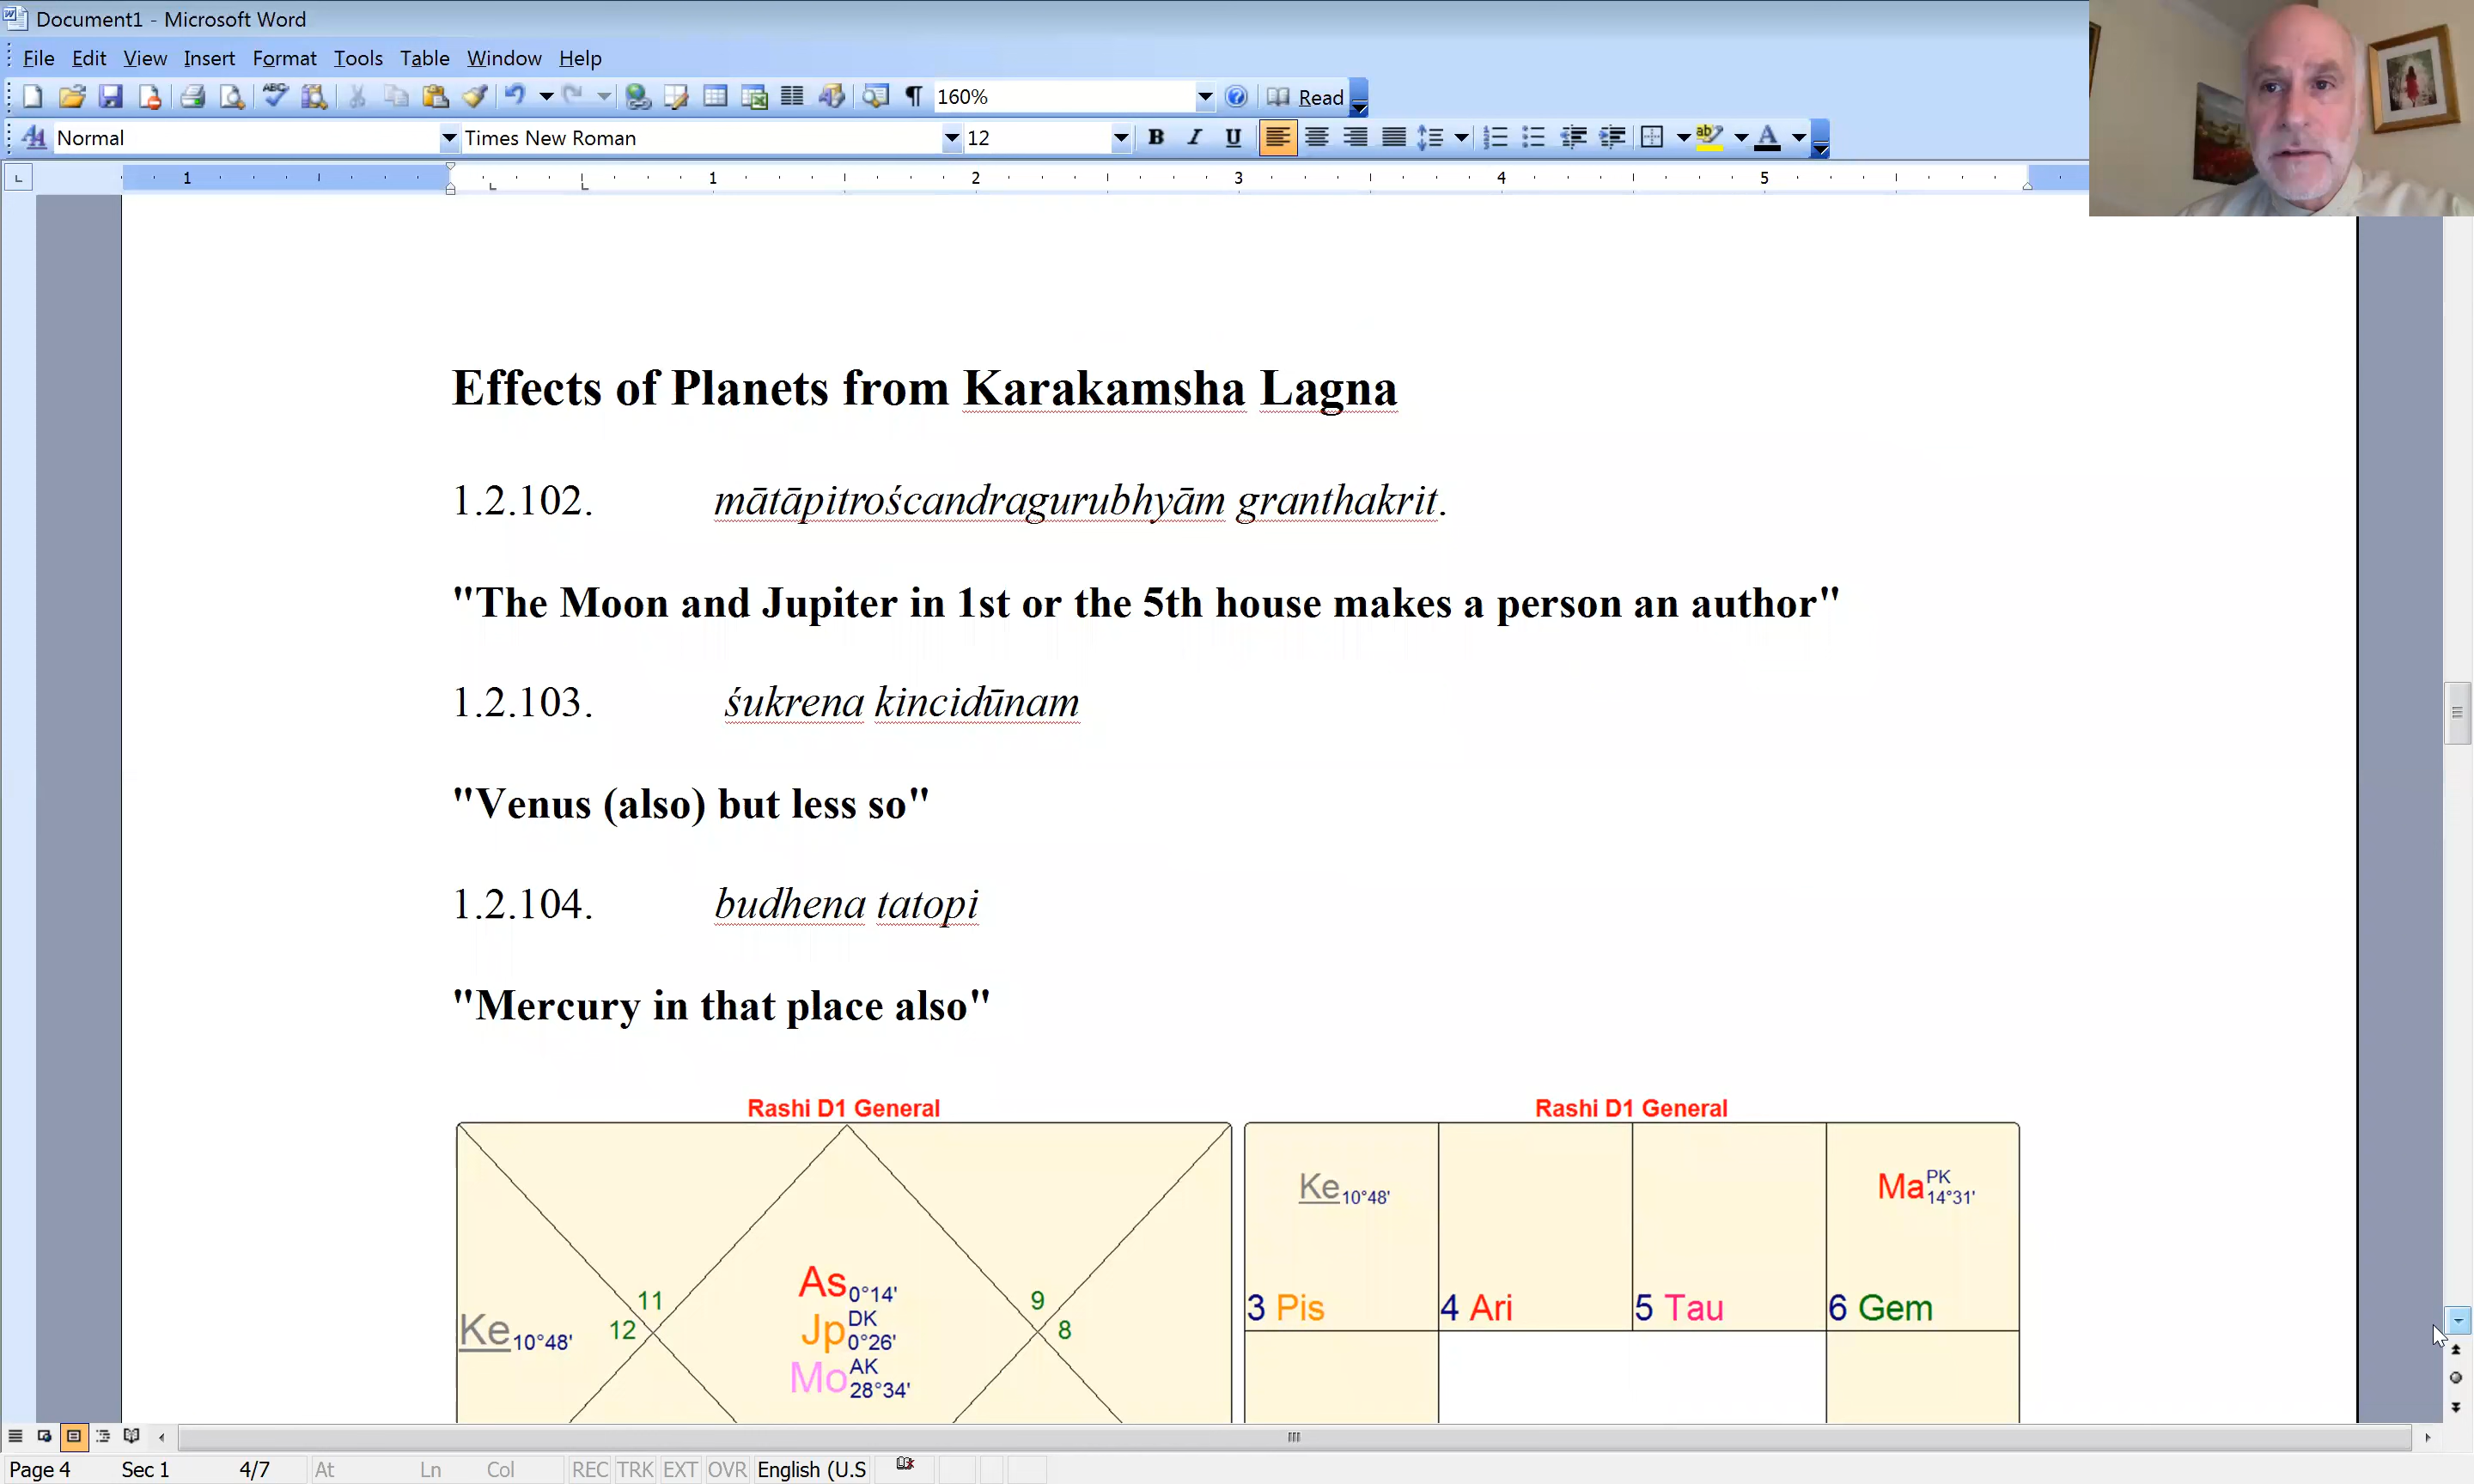 Document1 - Microsoft Word
File Edit View Insert Format Tools Table Window Help
160% Read
Normal Times New Roman 12
1 1 2 3 4 5
Effects of Planets from Karakamsha Lagna
1.2.102. mātāpitroścandragurubhyām granthakrit.
"The Moon and Jupiter in 1st or the 5th house makes a person an author"
1.2.103. śukrena kincidūnam
"Venus (also) but less so"
1.2.104. budhena tatopi
"Mercury in that place also"
Rashi D1 General
11
12
9
8
Ke 10°48'
As 0°14'
Jp DK 0°26'
Mo AK 28°34'
Rashi D1 General
Ke 10°48'
Ma PK 14°31'
3 Pis 4 Ari 5 Tau 6 Gem
Page 4 Sec 1 4/7 At Ln Col REC TRK EXT OVR English (U.S